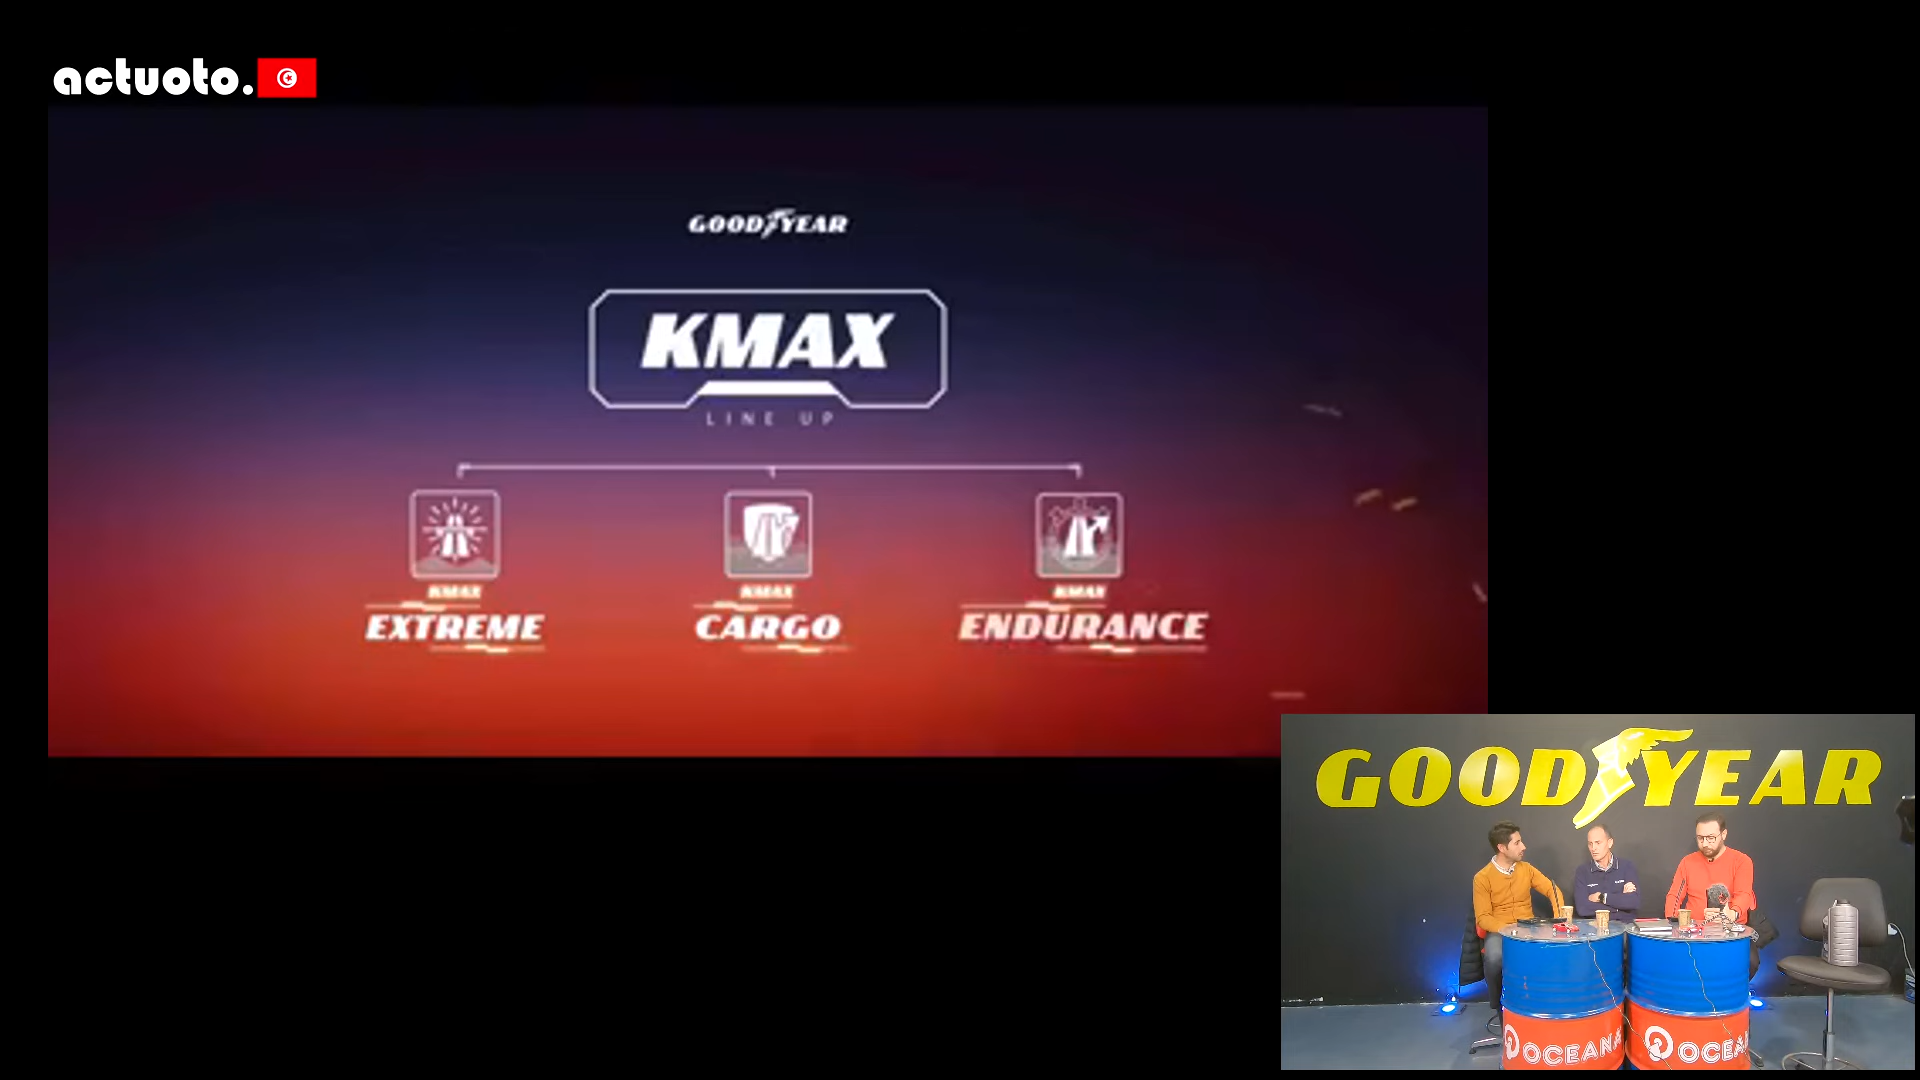 actuoto.
GOODYEAR
KMAX
LINE UP
KMAX
EXTREME
KMAX
CARGO
KMAX
ENDURANCE
GOODYEAR
OCEANA
OCEA